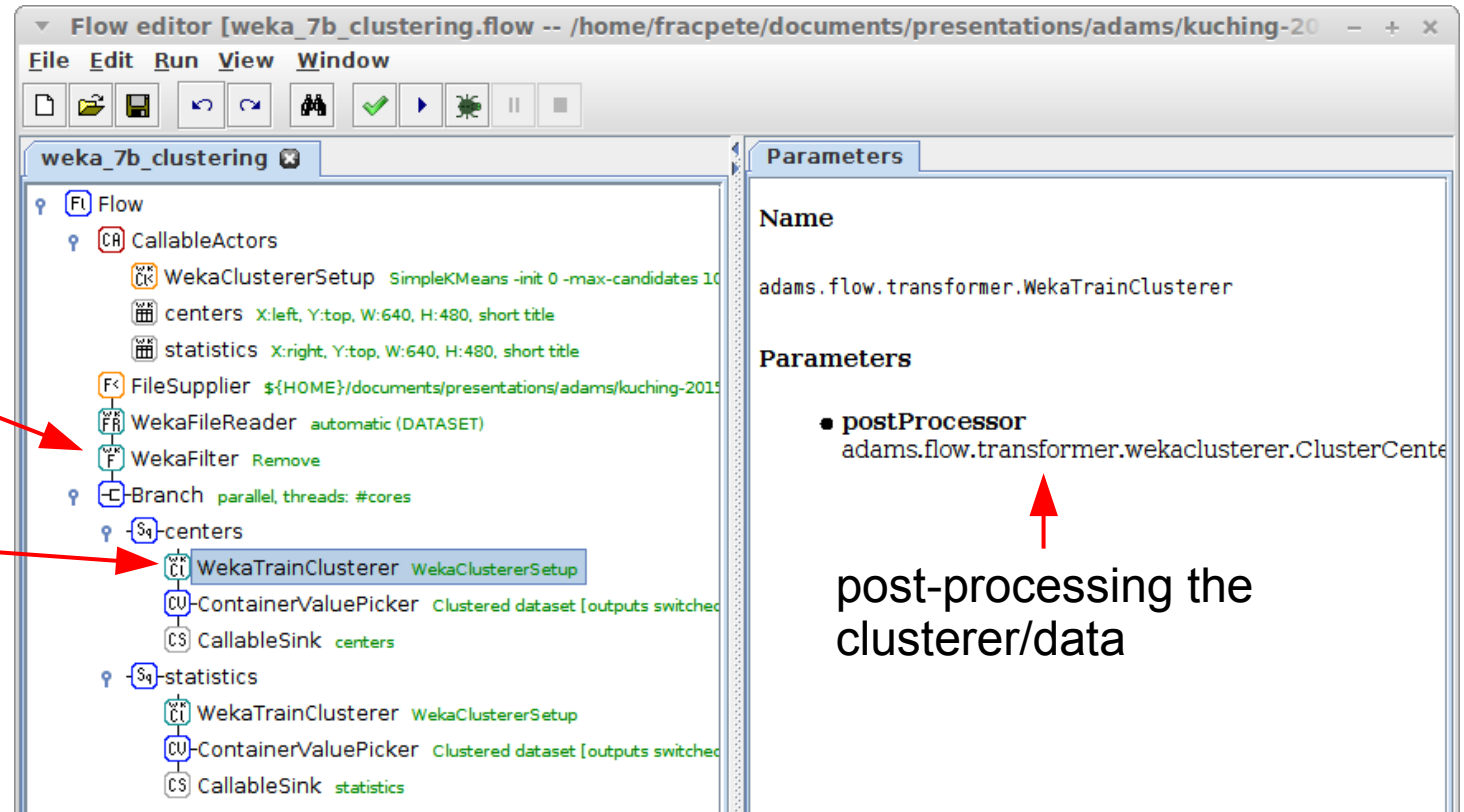 Flow editor [weka_7b_clustering.flow -- /home/fracpete/documents/presentations/adams/kuching-20
File Edit Run View Window
weka_7b_clustering
Flow
CallableActors
WekaClustererSetup SimpleKMeans -init 0 -max-candidates 10
centers X:left, Y:top, W:640, H:480, short title
statistics X:right, Y:top, W:640, H:480, short title
FileSupplier ${HOME}/documents/presentations/adams/kuching-2015
WekaFileReader automatic (DATASET)
WekaFilter Remove
Branch parallel, threads: #cores
centers
WekaTrainClusterer WekaClustererSetup
ContainerValuePicker Clustered dataset [outputs switched
CallableSink centers
statistics
WekaTrainClusterer WekaClustererSetup
ContainerValuePicker Clustered dataset [outputs switched
CallableSink statistics
Parameters
Name
adams.flow.transformer.WekaTrainClusterer
Parameters
postProcessor
adams.flow.transformer.wekaclusterer.ClusterCente
post-processing the
clusterer/data